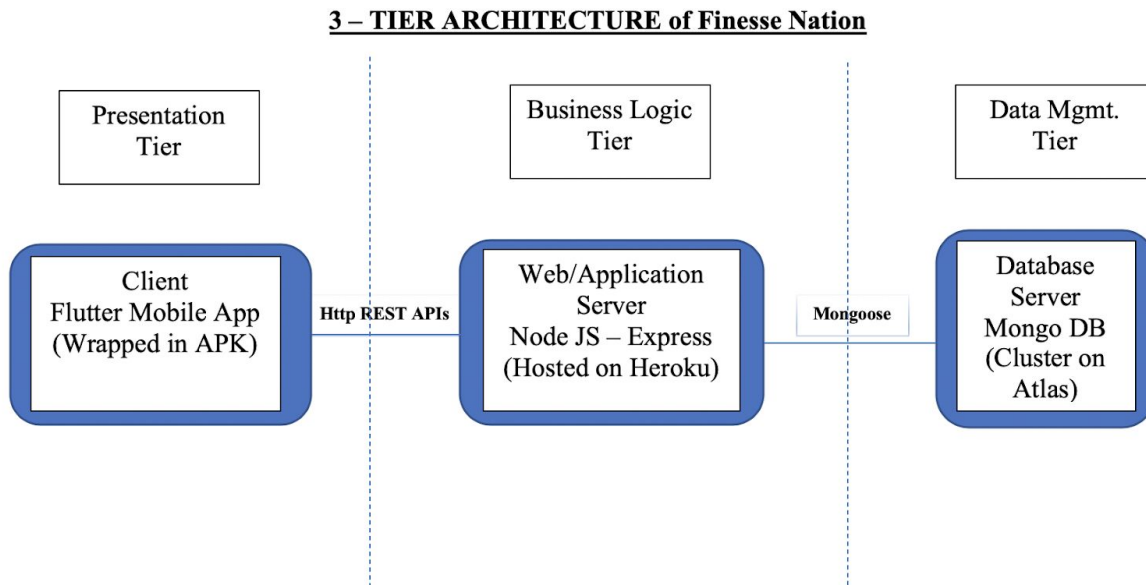 3 – TIER ARCHITECTURE of Finesse Nation
Presentation
Tier
Business Logic
Tier
Data Mgmt.
Tier
Client
Flutter Mobile App
(Wrapped in APK)
Http REST APIs
Web/Application
Server
Node JS – Express
(Hosted on Heroku)
Mongoose
Database
Server
Mongo DB
(Cluster on
Atlas)